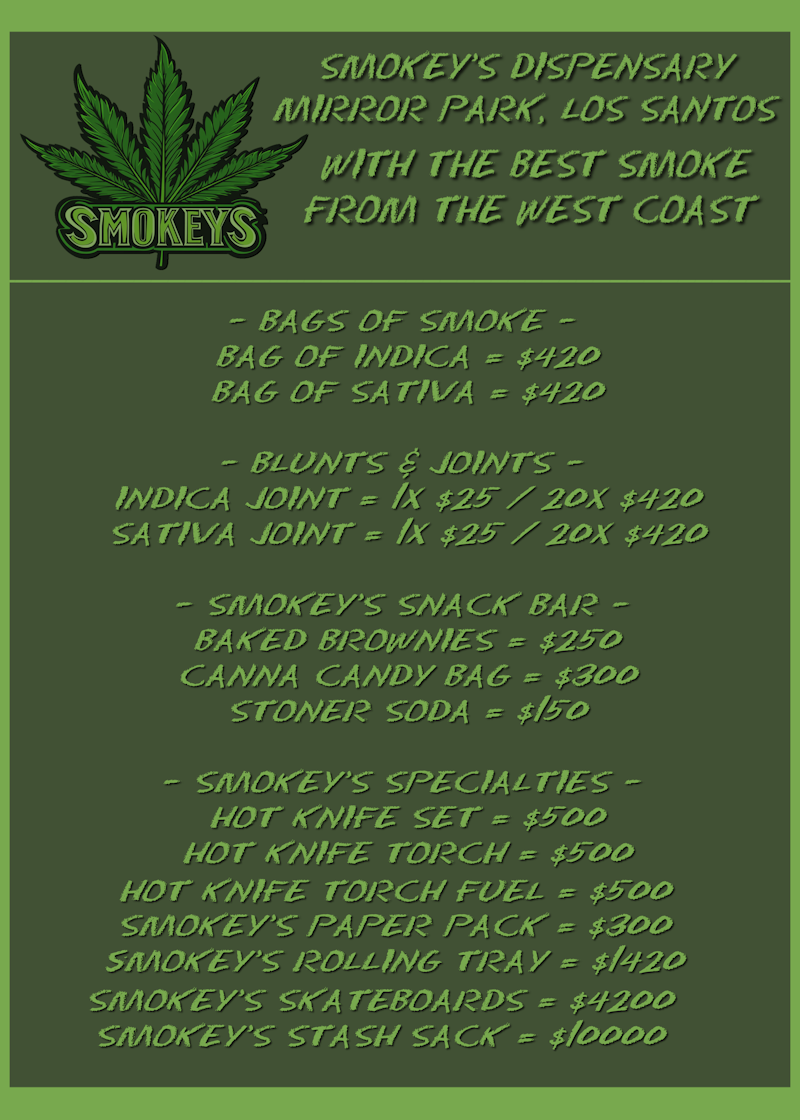 SMOKEYS
SMOKEY'S DISPENSARY
MIRROR PARK, LOS SANTOS
WITH THE BEST SMOKE
FROM THE WEST COAST
- BAGS OF SMOKE -
BAG OF INDICA = $420
BAG OF SATIVA = $420
- BLUNTS & JOINTS -
INDICA JOINT = 1X $25 / 20X $420
SATIVA JOINT = 1X $25 / 20X $420
- SMOKEY'S SNACK BAR -
BAKED BROWNIES = $250
CANNA CANDY BAG = $300
STONER SODA = $150
- SMOKEY'S SPECIALTIES -
HOT KNIFE SET = $500
HOT KNIFE TORCH = $500
HOT KNIFE TORCH FUEL = $500
SMOKEY'S PAPER PACK = $300
SMOKEY'S ROLLING TRAY = $1420
SMOKEY'S SKATEBOARDS = $4200
SMOKEY'S STASH SACK = $10000